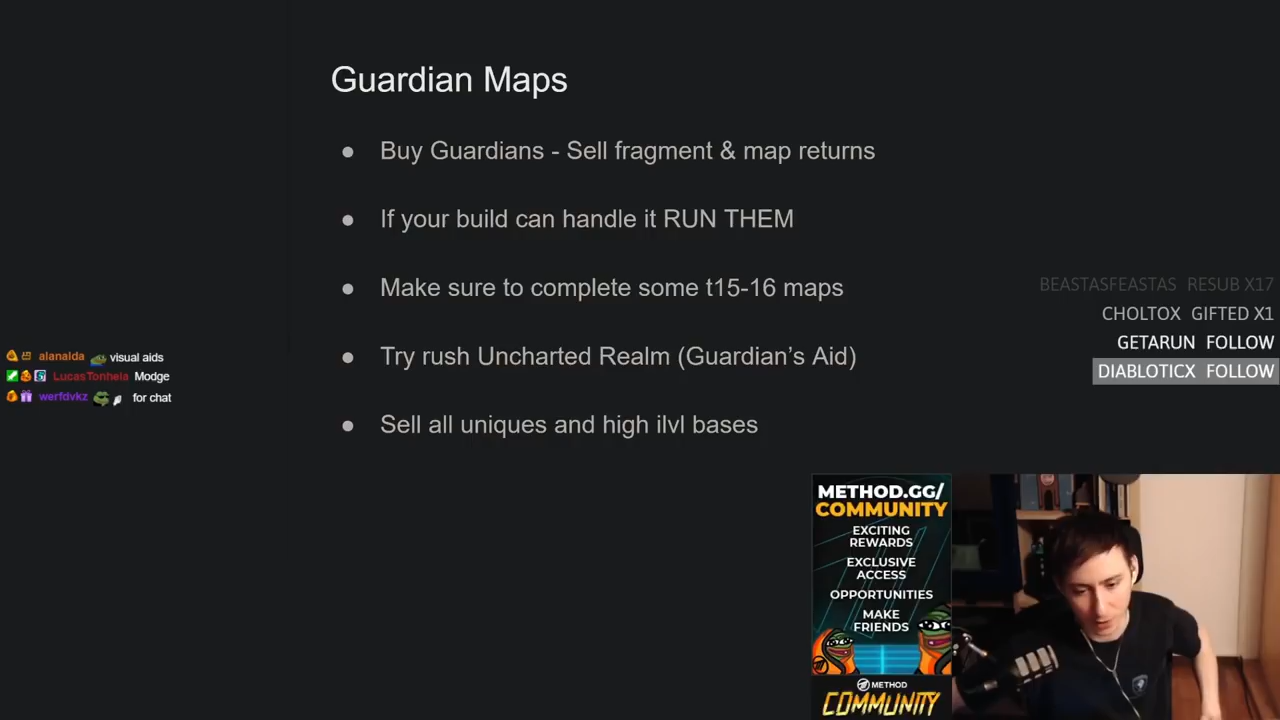 Guardian Maps
● Buy Guardians - Sell fragment & map returns
● If your build can handle it RUN THEM
● Make sure to complete some t15-16 maps
● Try rush Uncharted Realm (Guardian's Aid)
● Sell all uniques and high ilvl bases
BEASTASFEASTAS RESUB X17
CHOLTOX GIFTED X1
GETARUN FOLLOW
DIABLOTICX FOLLOW
alanalda visual aids
LucasTonhela Modge
werfdvkz for chat
METHOD.GG/
COMMUNITY
EXCITING
REWARDS
EXCLUSIVE
ACCESS
OPPORTUNITIES
MAKE
FRIENDS
METHOD
COMMUNITY